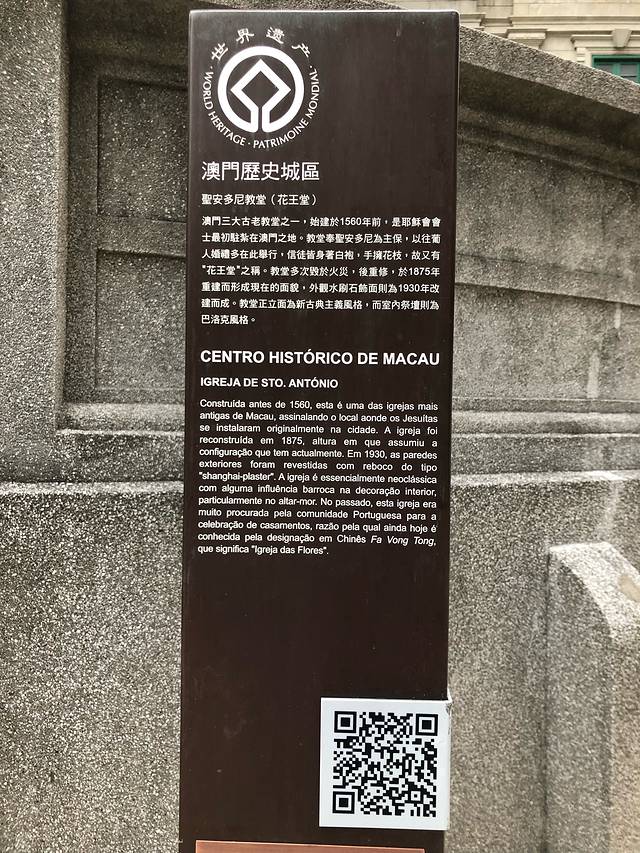 世界遗产
· WORLD HERITAGE · PATRIMOINE MONDIAL ·
澳門歷史城區
聖安多尼教堂（花王堂）
澳門三大古老教堂之一，始建於1560年前，是耶穌會會
士最初駐紮在澳門之地。教堂奉聖安多尼為主保，以往葡
人婚禮多在此舉行，信徒皆身著白袍，手擁花枝，故又有
"花王堂"之稱。教堂多次毀於火災，後重修，於1875年
重建而形成現在的面貌，外觀水刷石飾面則為1930年改
建而成。教堂正立面為新古典主義風格，而室內祭壇則為
巴洛克風格。
CENTRO HISTÓRICO DE MACAU
IGREJA DE STO. ANTÓNIO
Construída antes de 1560, esta é uma das igrejas mais
antigas de Macau, assinalando o local aonde os Jesuítas
se instalaram originalmente na cidade. A igreja foi
reconstruída em 1875, altura em que assumiu a
configuração que tem actualmente. Em 1930, as paredes
exteriores foram revestidas com reboco do tipo
"shanghai-plaster". A igreja é essencialmente neoclássica
com alguma influência barroca na decoração interior,
particularmente no altar-mor. No passado, esta igreja era
muito procurada pela comunidade Portuguesa para a
celebração de casamentos, razão pela qual ainda hoje é
conhecida pela designação em Chinês Fa Vong Tong,
que significa "Igreja das Flores".